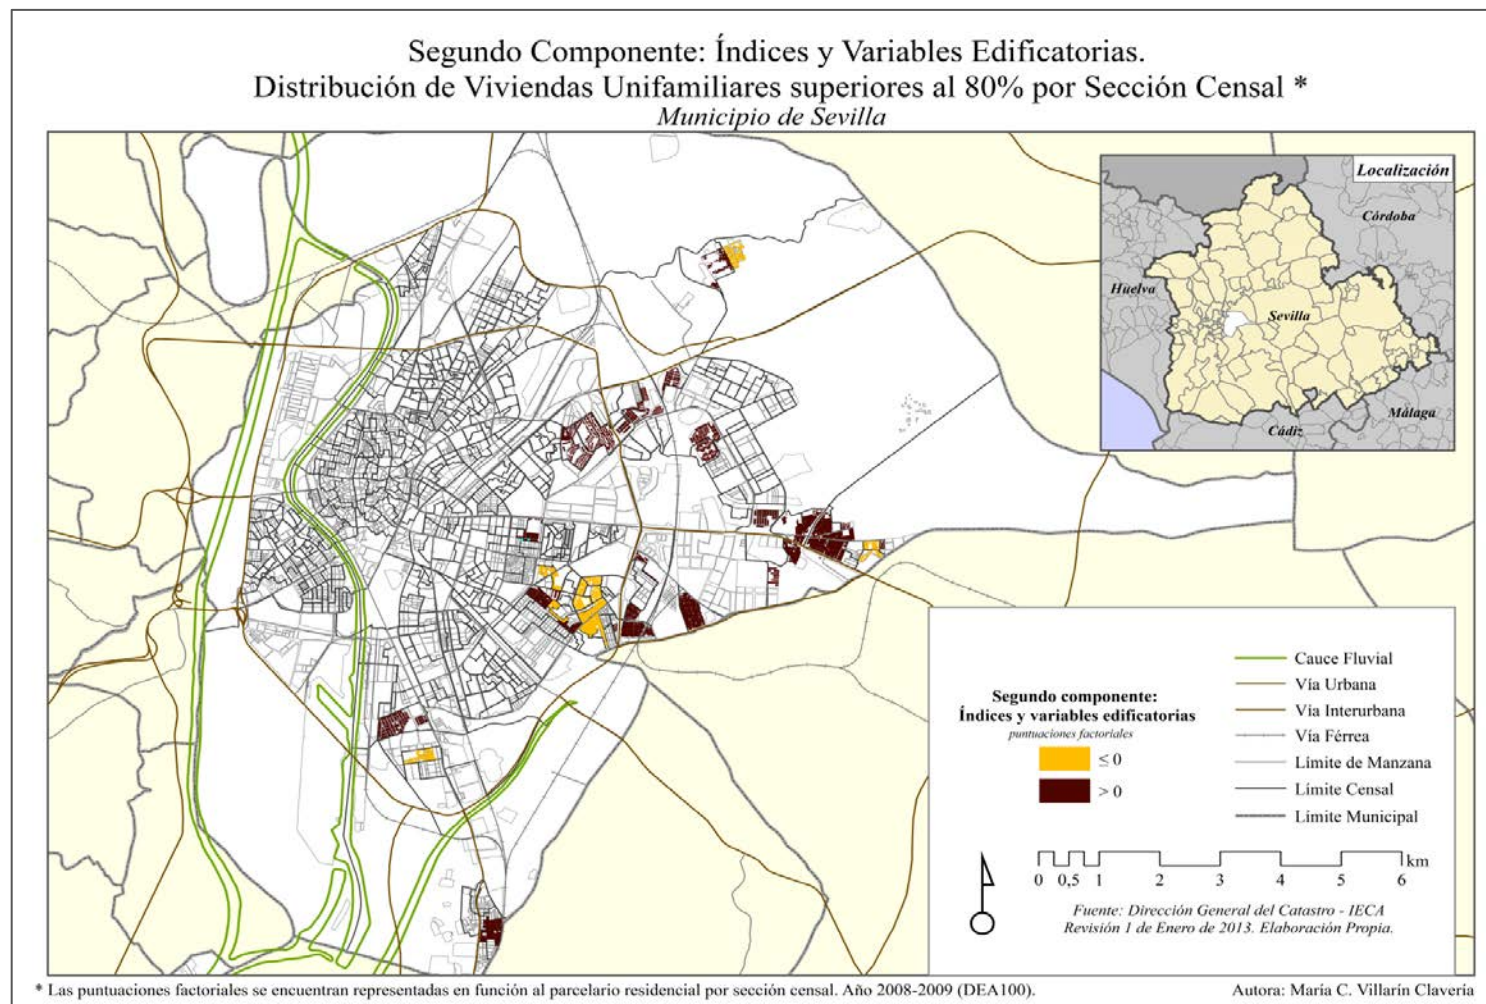 Segundo Componente: Índices y Variables Edificatorias.
Distribución de Viviendas Unifamiliares superiores al 80% por Sección Censal *
Municipio de Sevilla
Localización
Córdoba
Huelva
Sevilla
Málaga
Cádiz
Segundo componente:
Índices y variables edificatorias
puntuaciones factoriales
≤ 0
> 0
Cauce Fluvial
Vía Urbana
Vía Interurbana
Vía Férrea
Límite de Manzana
Límite Censal
Límite Municipal
0 0,5 1 2 3 4 5 6 km
Fuente: Dirección General del Catastro - IECA
Revisión 1 de Enero de 2013. Elaboración Propia.
* Las puntuaciones factoriales se encuentran representadas en función al parcelario residencial por sección censal. Año 2008-2009 (DEA100).
Autora: María C. Villarín Clavería